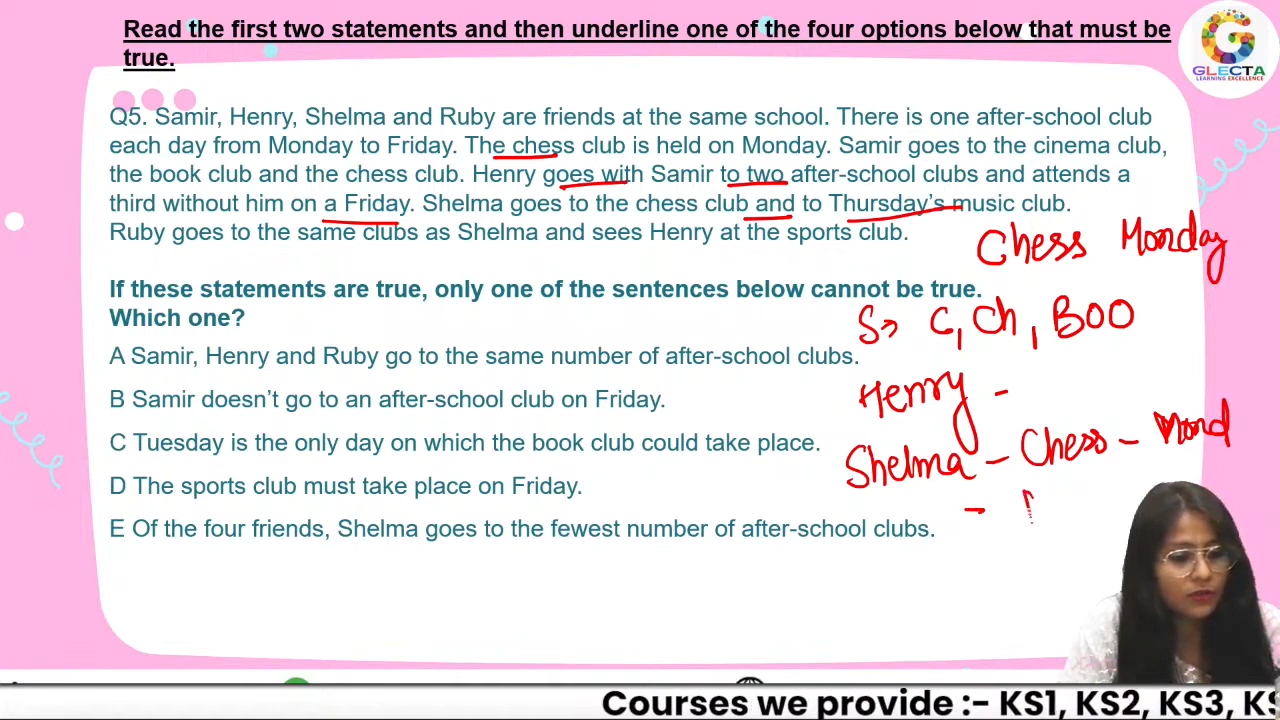 Read the first two statements and then underline one of the four options below that must be
true.
GLECTA
LEARNING EXCELLENCE
Q5. Samir, Henry, Shelma and Ruby are friends at the same school. There is one after-school club
each day from Monday to Friday. The chess club is held on Monday. Samir goes to the cinema club,
the book club and the chess club. Henry goes with Samir to two after-school clubs and attends a
third without him on a Friday. Shelma goes to the chess club and to Thursday's music club.
Ruby goes to the same clubs as Shelma and sees Henry at the sports club.
Chess Monday
If these statements are true, only one of the sentences below cannot be true.
Which one?
S→ C, Ch, BOO
A Samir, Henry and Ruby go to the same number of after-school clubs.
Henry -
B Samir doesn't go to an after-school club on Friday.
C Tuesday is the only day on which the book club could take place.
Shelma - Chess - Mond
D The sports club must take place on Friday.
-
E Of the four friends, Shelma goes to the fewest number of after-school clubs.
Courses we provide :- KS1, KS2, KS3, KS